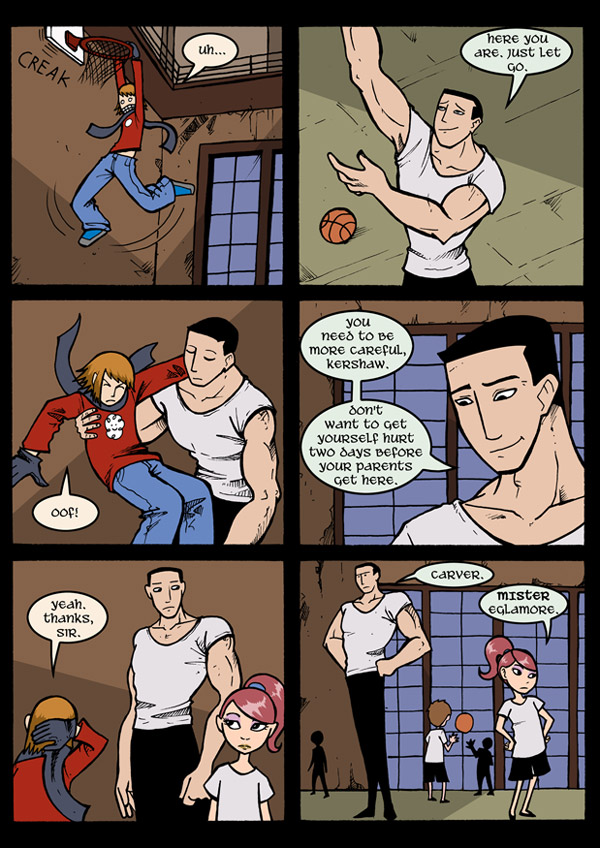 CREAK
UH...
HERE YOU
ARE. JUST LET
GO.
OOF!
YOU
NEED TO BE
MORE CAREFUL,
KERSHAW.
DON'T
WANT TO GET
YOURSELF HURT
TWO DAYS BEFORE
YOUR PARENTS
GET HERE.
YEAH.
THANKS,
SIR.
CARVER.
MISTER
EGLAMORE.